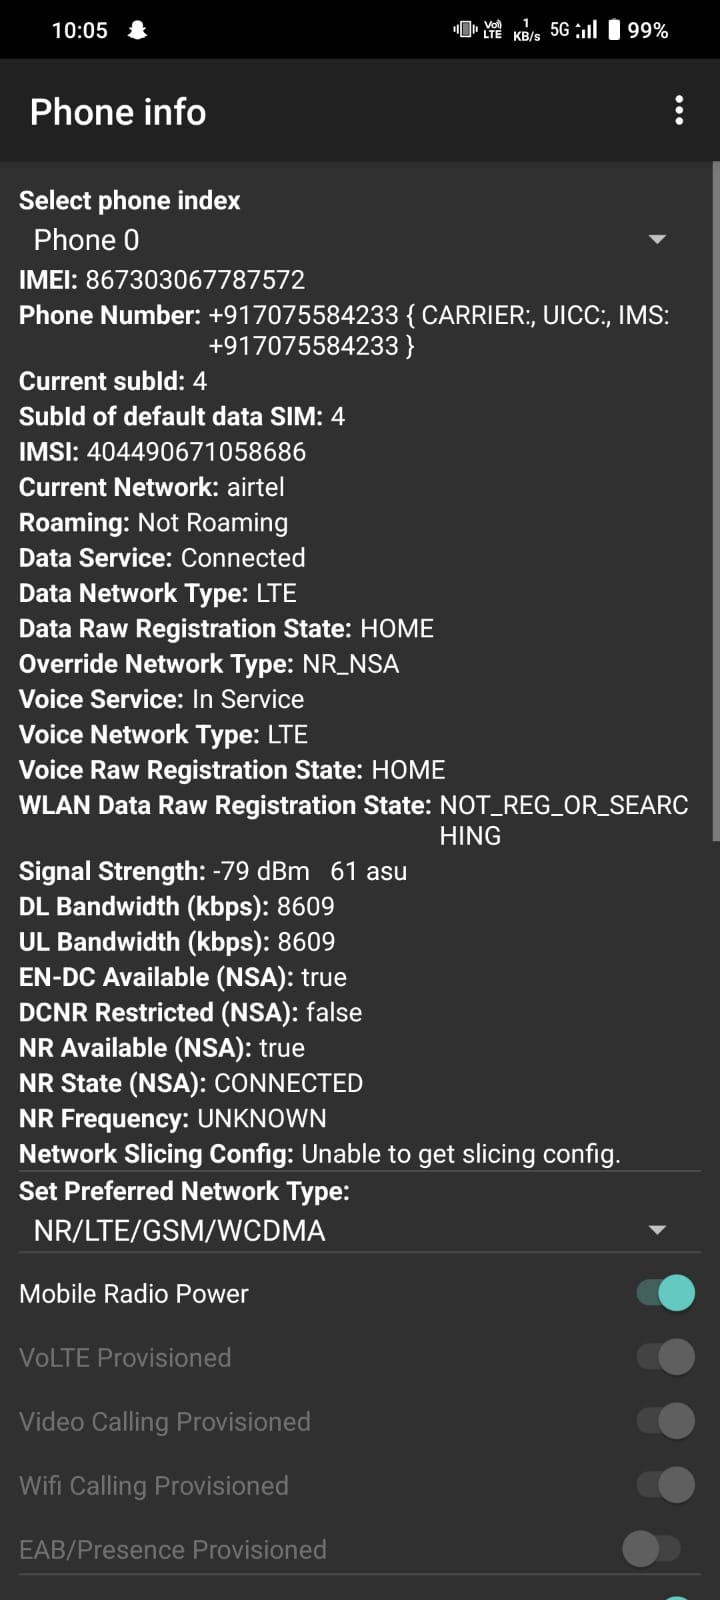 10:05 Vo) LTE 1 KB/s 5G 99%
Phone info
Select phone index
Phone 0
IMEI: 867303067787572
Phone Number: +917075584233 { CARRIER:, UICC:, IMS:
+917075584233 }
Current subId: 4
SubId of default data SIM: 4
IMSI: 404490671058686
Current Network: airtel
Roaming: Not Roaming
Data Service: Connected
Data Network Type: LTE
Data Raw Registration State: HOME
Override Network Type: NR_NSA
Voice Service: In Service
Voice Network Type: LTE
Voice Raw Registration State: HOME
WLAN Data Raw Registration State: NOT_REG_OR_SEARC
HING
Signal Strength: -79 dBm 61 asu
DL Bandwidth (kbps): 8609
UL Bandwidth (kbps): 8609
EN-DC Available (NSA): true
DCNR Restricted (NSA): false
NR Available (NSA): true
NR State (NSA): CONNECTED
NR Frequency: UNKNOWN
Network Slicing Config: Unable to get slicing config.
Set Preferred Network Type:
NR/LTE/GSM/WCDMA
Mobile Radio Power
VoLTE Provisioned
Video Calling Provisioned
Wifi Calling Provisioned
EAB/Presence Provisioned